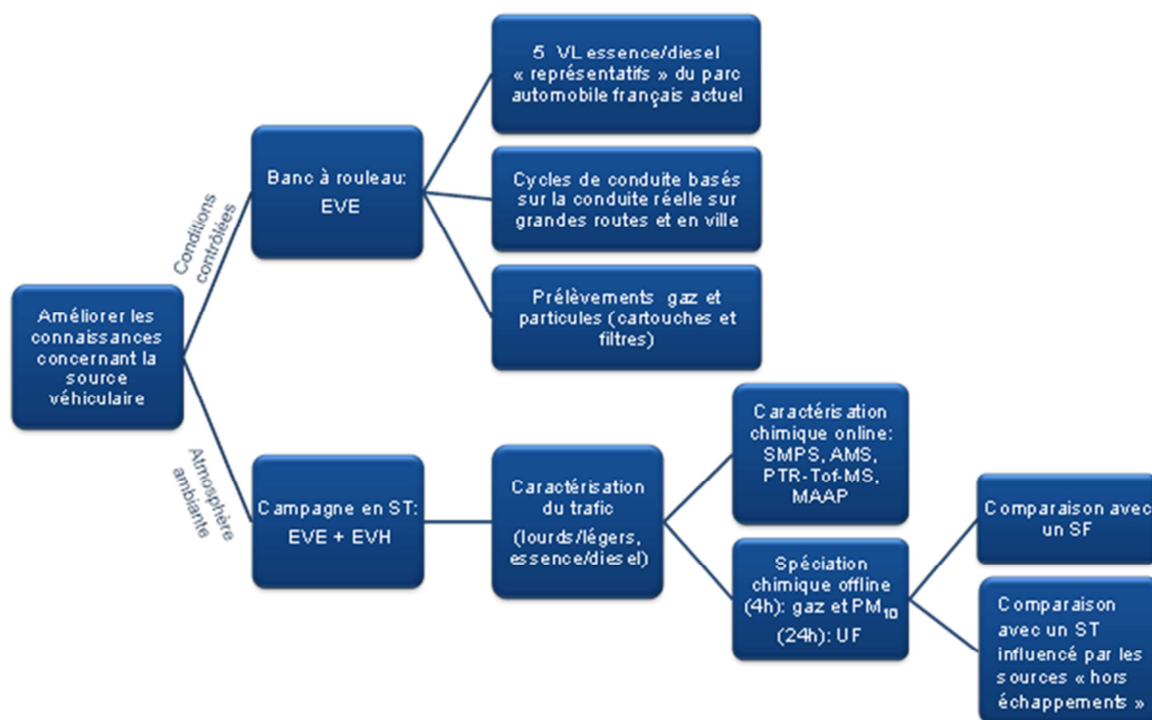 Améliorer les
connaissances
concernant la
source
véhiculaire
Conditions
contrôlées
Atmosphère
ambiante
Banc à rouleau:
EVE
5 VL essence/diesel
« représentatifs » du parc
automobile français actuel
Cycles de conduite basés
sur la conduite réelle sur
grandes routes et en ville
Prélèvements gaz et
particules (cartouches et
filtres)
Campagne en ST:
EVE + EVH
Caractérisation
du trafic
(lourds/légers,
essence/diesel)
Caractérisation
chimique online:
SMPS, AMS,
PTR-Tof-MS,
MAAP
Spéciation
chimique offline
(4h): gaz et PM₁₀
(24h): UF
Comparaison avec
un SF
Comparaison
avec un ST
influencé par les
sources « hors
échappements »